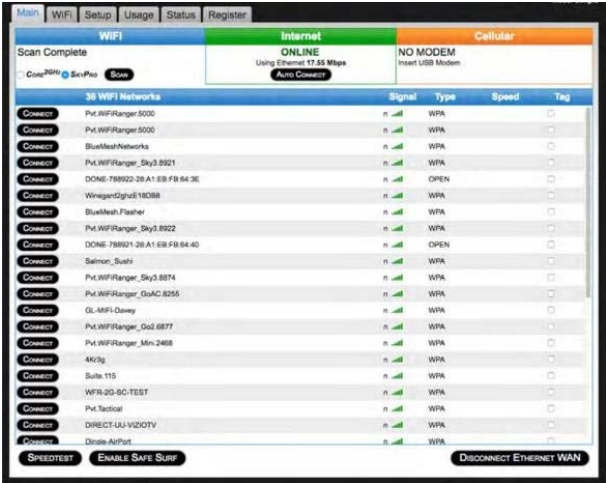 Main WiFi Setup Usage Status Register
WiFi Internet Cellular
Scan Complete ONLINE NO MODEM
Using Ethernet 17.55 Mbps Insert USB Modem
CORE2GHz SKYPRO SCAN AUTO CONNECT
36 WiFi Networks Signal Type Speed Tag
CONNECT Pvt.WiFiRanger.5000 n WPA
CONNECT Pvt.WiFiRanger.5000 n WPA
CONNECT BlueMeshNetworks n WPA
CONNECT Pvt.WiFiRanger_Sky3.8921 n WPA
CONNECT DONE-788922-28:A1:EB:FB:64:3E n OPEN
CONNECT Winegard2ghzE18DB8 n WPA
CONNECT BlueMesh.Flasher n WPA
CONNECT Pvt.WiFiRanger_Sky3.8922 n WPA
CONNECT DONE-788921-28:A1:EB:FB:64:40 n OPEN
CONNECT Salmon_Sushi n WPA
CONNECT Pvt.WiFiRanger_Sky3.8874 n WPA
CONNECT Pvt.WiFiRanger_GoAC.8255 n WPA
CONNECT GL-MiFi-Davey n WPA
CONNECT Pvt.WiFiRanger_Go2.6877 n WPA
CONNECT Pvt.WiFiRanger_Mini.2468 n WPA
CONNECT 4Kr3g n WPA
CONNECT Suite.115 n WPA
CONNECT WFR-2G-SC-TEST n WPA
CONNECT Pvt.Tactical n WPA
CONNECT DIRECT-UU-VIZIOTV n WPA
CONNECT Dingle-AirPort n WPA
SPEEDTEST ENABLE SAFE SURF DISCONNECT ETHERNET WAN